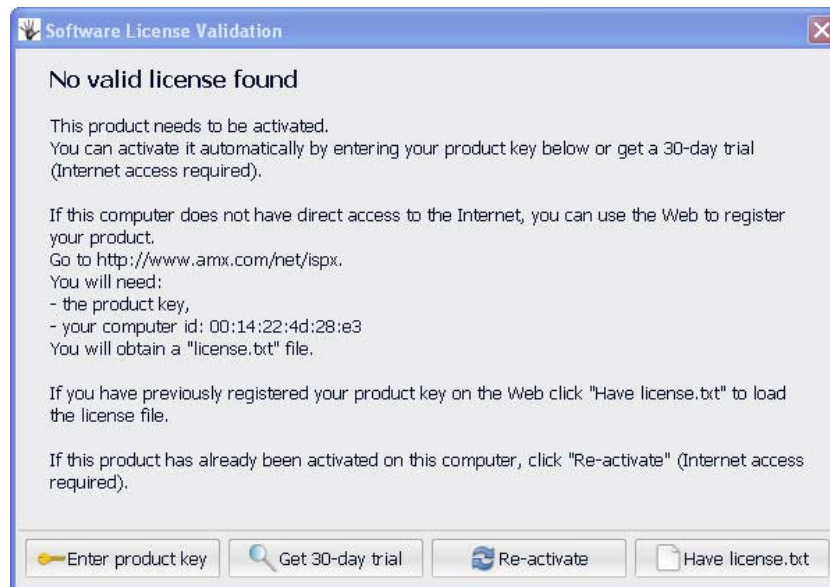 Software License Validation
No valid license found
This product needs to be activated.
You can activate it automatically by entering your product key below or get a 30-day trial
(Internet access required).
If this computer does not have direct access to the Internet, you can use the Web to register
your product.
Go to http://www.amx.com/net/ispx.
You will need:
- the product key,
- your computer id: 00:14:22:4d:28:e3
You will obtain a "license.txt" file.
If you have previously registered your product key on the Web click "Have license.txt" to load
the license file.
If this product has already been activated on this computer, click "Re-activate" (Internet access
required).
Enter product key
Get 30-day trial
Re-activate
Have license.txt